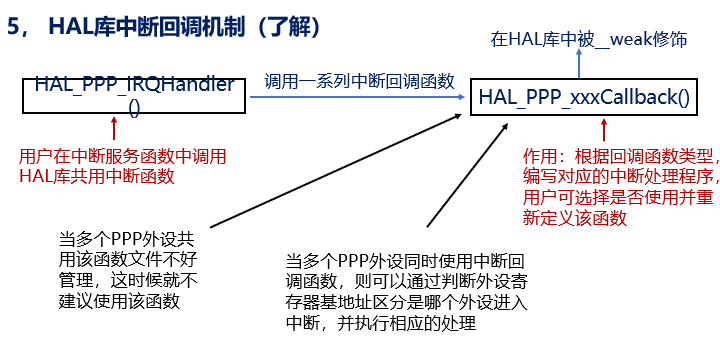 5， HAL库中断回调机制（了解）
在HAL库中被__weak修饰
HAL_PPP_IRQHandler
()
调用一系列中断回调函数
HAL_PPP_xxxCallback()
用户在中断服务函数中调用
HAL库共用中断函数
作用：根据回调函数类型，
编写对应的中断处理程序，
用户可选择是否使用并重
新定义该函数
当多个PPP外设共
用该函数文件不好
管理，这时候就不
建议使用该函数
当多个PPP外设同时使用中断回
调函数，则可以通过判断外设寄
存器基地址区分是哪个外设进入
中断，并执行相应的处理